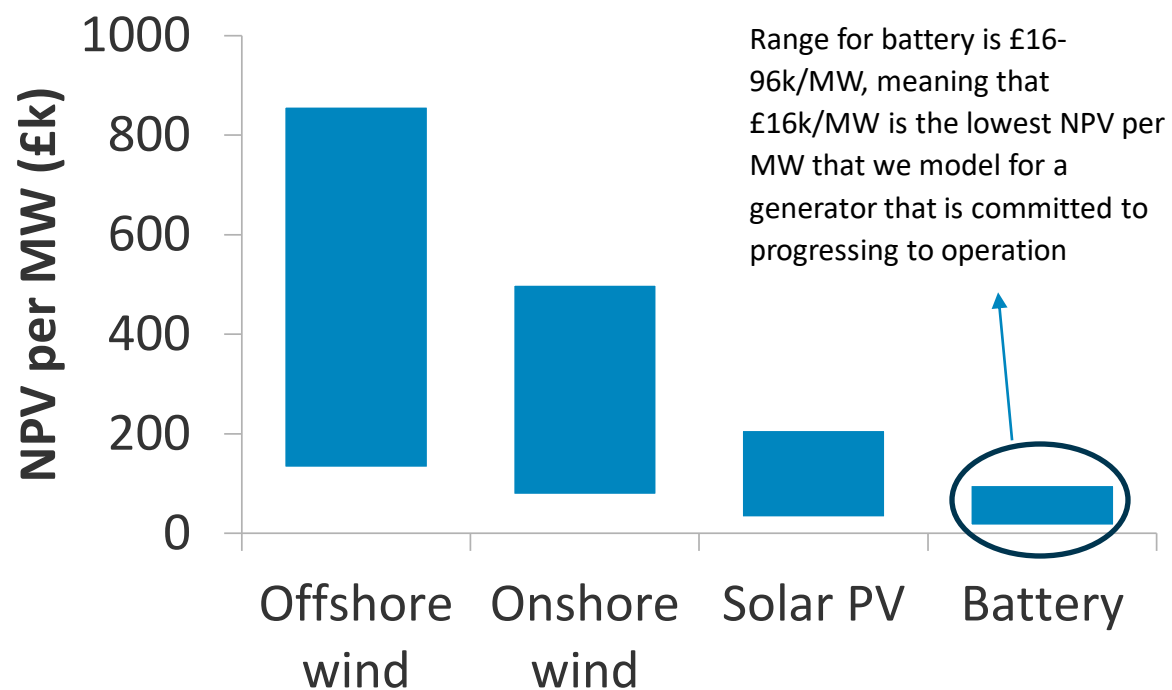 NPV per MW (£k)
1000
800
600
400
200
0
Range for battery is £16-
96k/MW, meaning that
£16k/MW is the lowest NPV per
MW that we model for a
generator that is committed to
progressing to operation
Offshore
wind
Onshore
wind
Solar PV
Battery